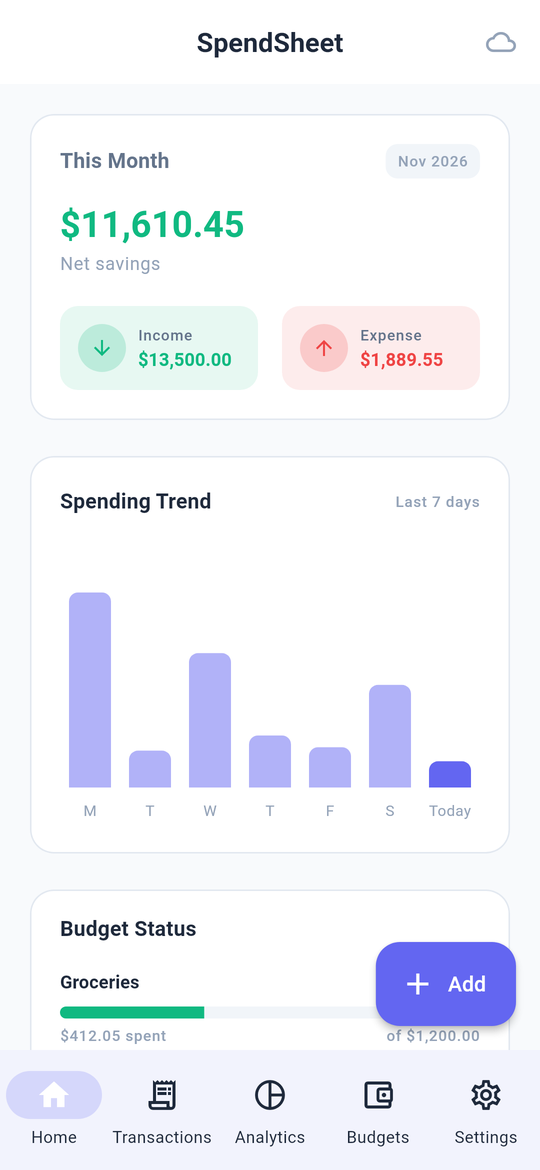 SpendSheet
This Month
Nov 2026
$11,610.45
Net savings
Income
$13,500.00
Expense
$1,889.55
Spending Trend
Last 7 days
M T W T F S Today
Budget Status
Groceries
Add
$412.05 spent
of $1,200.00
Home Transactions Analytics Budgets Settings